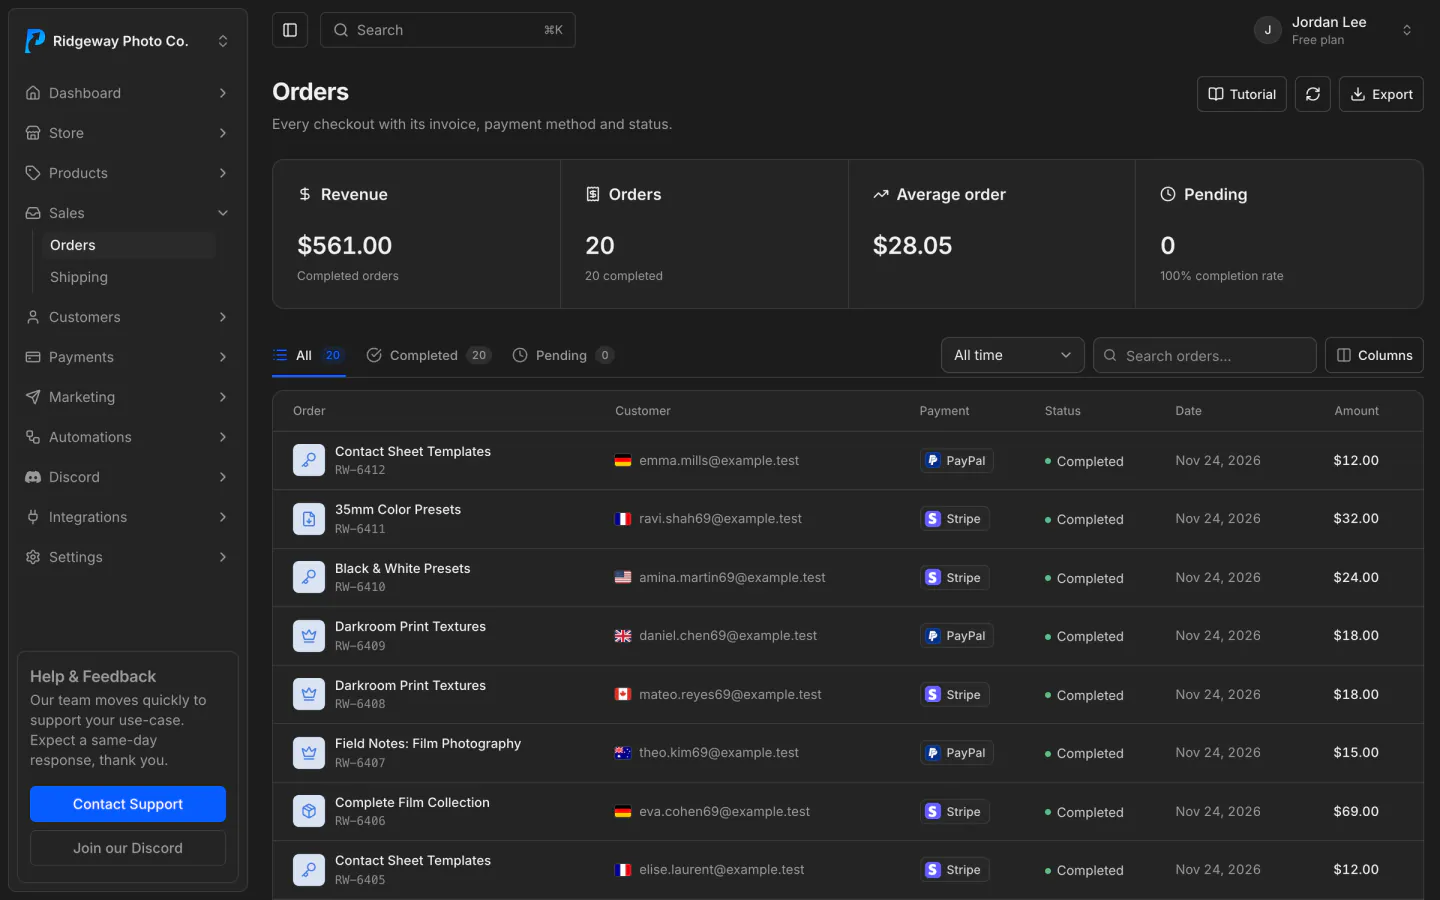 Ridgeway Photo Co.
Dashboard
Store
Products
Sales
Orders
Shipping
Customers
Payments
Marketing
Automations
Discord
Integrations
Settings
Help & Feedback
Our team moves quickly to
support your use-case.
Expect a same-day
response, thank you.
Contact Support
Join our Discord
Search ⌘K
J
Jordan Lee
Free plan
Orders
Every checkout with its invoice, payment method and status.
Tutorial
Export
Revenue
$561.00
Completed orders
Orders
20
20 completed
Average order
$28.05
Pending
0
100% completion rate
All 20 Completed 20 Pending 0
All time
Search orders...
Columns
Order Customer Payment Status Date Amount
Contact Sheet Templates
RW-6412
emma.mills@example.test PayPal Completed Nov 24, 2026 $12.00
35mm Color Presets
RW-6411
ravi.shah69@example.test Stripe Completed Nov 24, 2026 $32.00
Black & White Presets
RW-6410
amina.martin69@example.test Stripe Completed Nov 24, 2026 $24.00
Darkroom Print Textures
RW-6409
daniel.chen69@example.test PayPal Completed Nov 24, 2026 $18.00
Darkroom Print Textures
RW-6408
mateo.reyes69@example.test Stripe Completed Nov 24, 2026 $18.00
Field Notes: Film Photography
RW-6407
theo.kim69@example.test PayPal Completed Nov 24, 2026 $15.00
Complete Film Collection
RW-6406
eva.cohen69@example.test Stripe Completed Nov 24, 2026 $69.00
Contact Sheet Templates
RW-6405
elise.laurent@example.test Stripe Completed Nov 24, 2026 $12.00